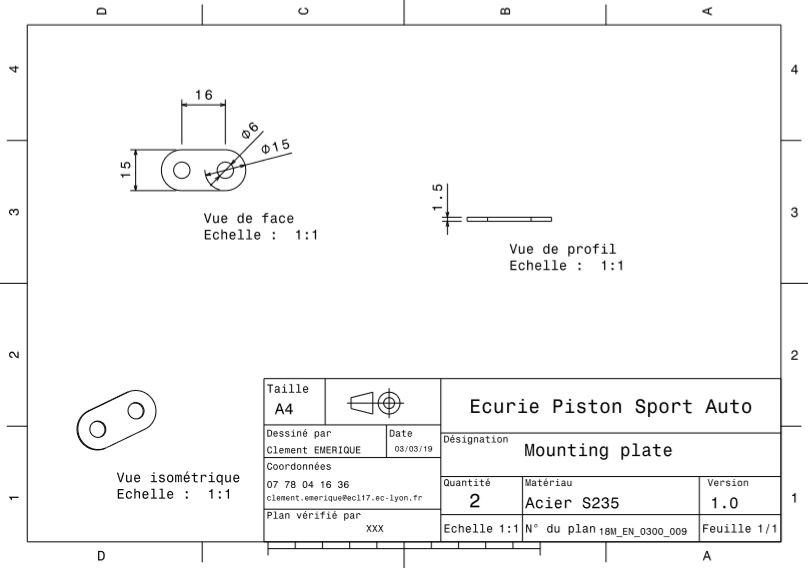 D
C
B
A
4
4
16
Ø6
Ø15
15
Vue de face
Echelle : 1:1
3
3
1.5
Vue de profil
Echelle : 1:1
2
2
Vue isométrique
Echelle : 1:1
1
1
Taille
A4
Ecurie Piston Sport Auto
Dessiné par
Clement EMERIQUE
Date
03/03/19
Désignation
Mounting plate
Coordonnées
07 78 04 16 36
clement.emerique@ecl17.ec-lyon.fr
Quantité
2
Matériau
Acier S235
Version
1.0
Plan vérifié par
XXX
Echelle 1:1
N° du plan 18M_EN_0300_009
Feuille 1/1
D
A